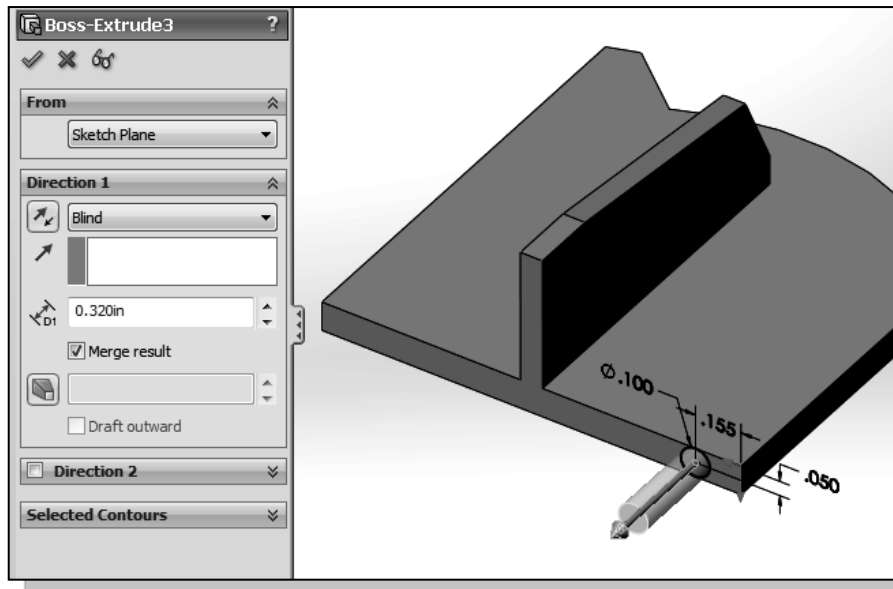 Boss-Extrude3 ?
From
Sketch Plane
Direction 1
Blind
D1 0.320in
Merge result
Draft outward
Direction 2
Selected Contours
Ø.100
.155
.050